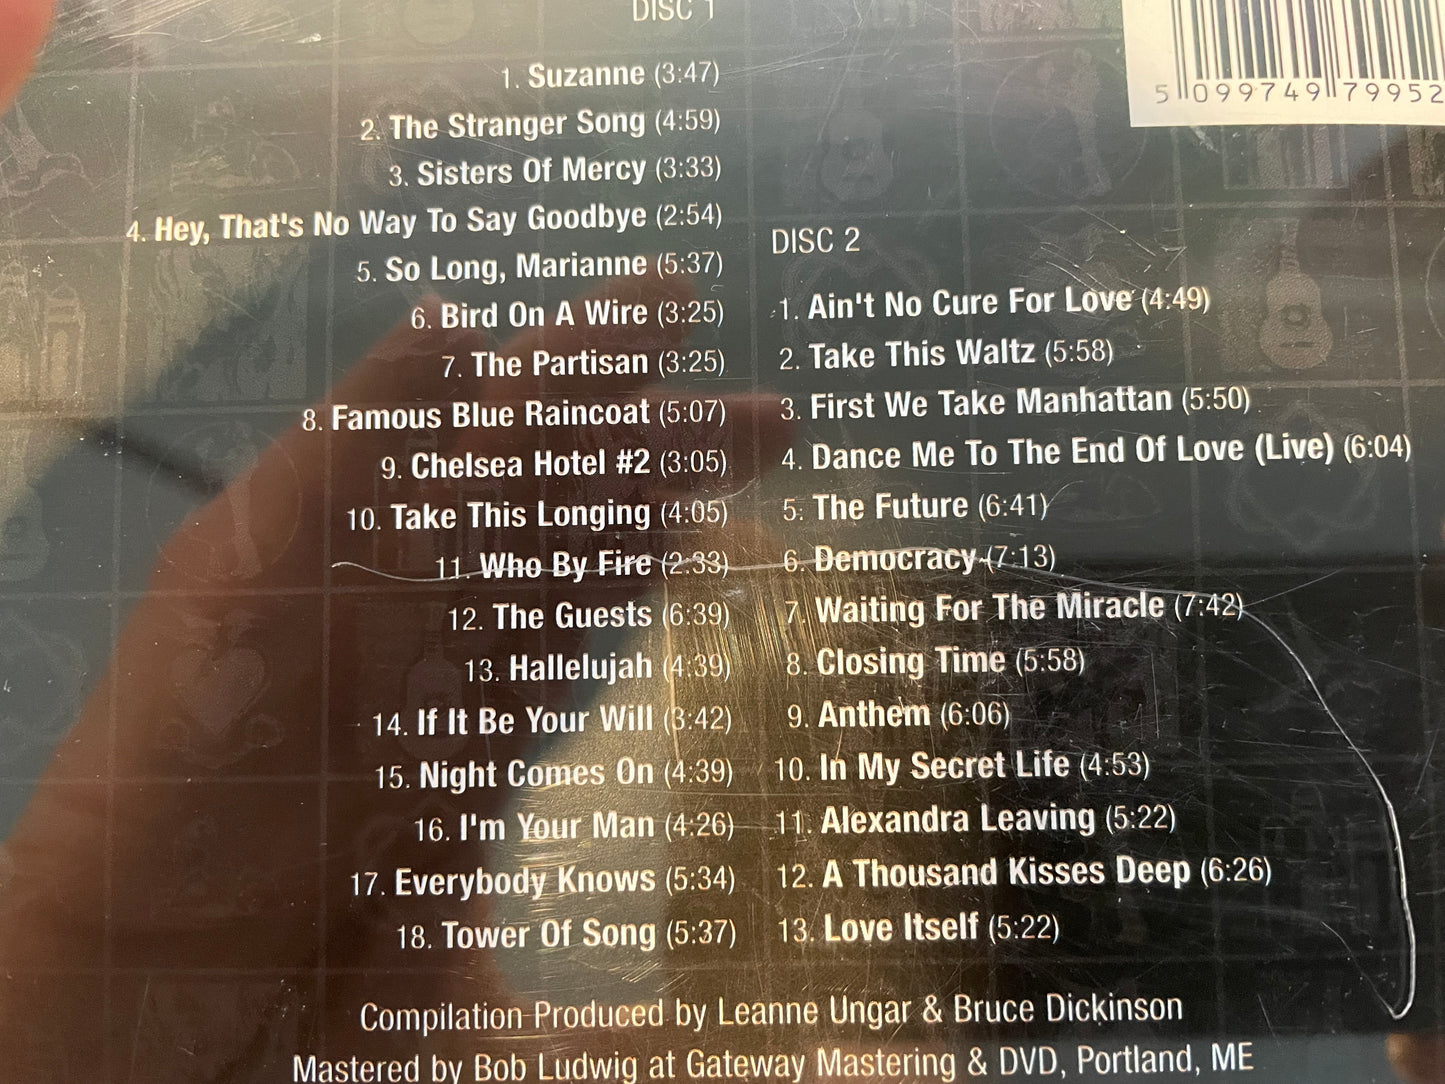 DISC 1
1. Suzanne (3:47)
2. The Stranger Song (4:59)
3. Sisters Of Mercy (3:33)
4. Hey, That's No Way To Say Goodbye (2:54)
5. So Long, Marianne (5:37)
6. Bird On A Wire (3:25)
7. The Partisan (3:25)
8. Famous Blue Raincoat (5:07)
9. Chelsea Hotel #2 (3:05)
10. Take This Longing (4:05)
11. Who By Fire (2:33)
12. The Guests (6:39)
13. Hallelujah (4:39)
14. If It Be Your Will (3:42)
15. Night Comes On (4:39)
16. I'm Your Man (4:26)
17. Everybody Knows (5:34)
18. Tower Of Song (5:37)
5 099749 79952
DISC 2
1. Ain't No Cure For Love (4:49)
2. Take This Waltz (5:58)
3. First We Take Manhattan (5:50)
4. Dance Me To The End Of Love (Live) (6:04)
5. The Future (6:41)
6. Democracy (7:13)
7. Waiting For The Miracle (7:42)
8. Closing Time (5:58)
9. Anthem (6:06)
10. In My Secret Life (4:53)
11. Alexandra Leaving (5:22)
12. A Thousand Kisses Deep (6:26)
13. Love Itself (5:22)
Compilation Produced by Leanne Ungar & Bruce Dickinson
Mastered by Bob Ludwig at Gateway Mastering & DVD, Portland, ME